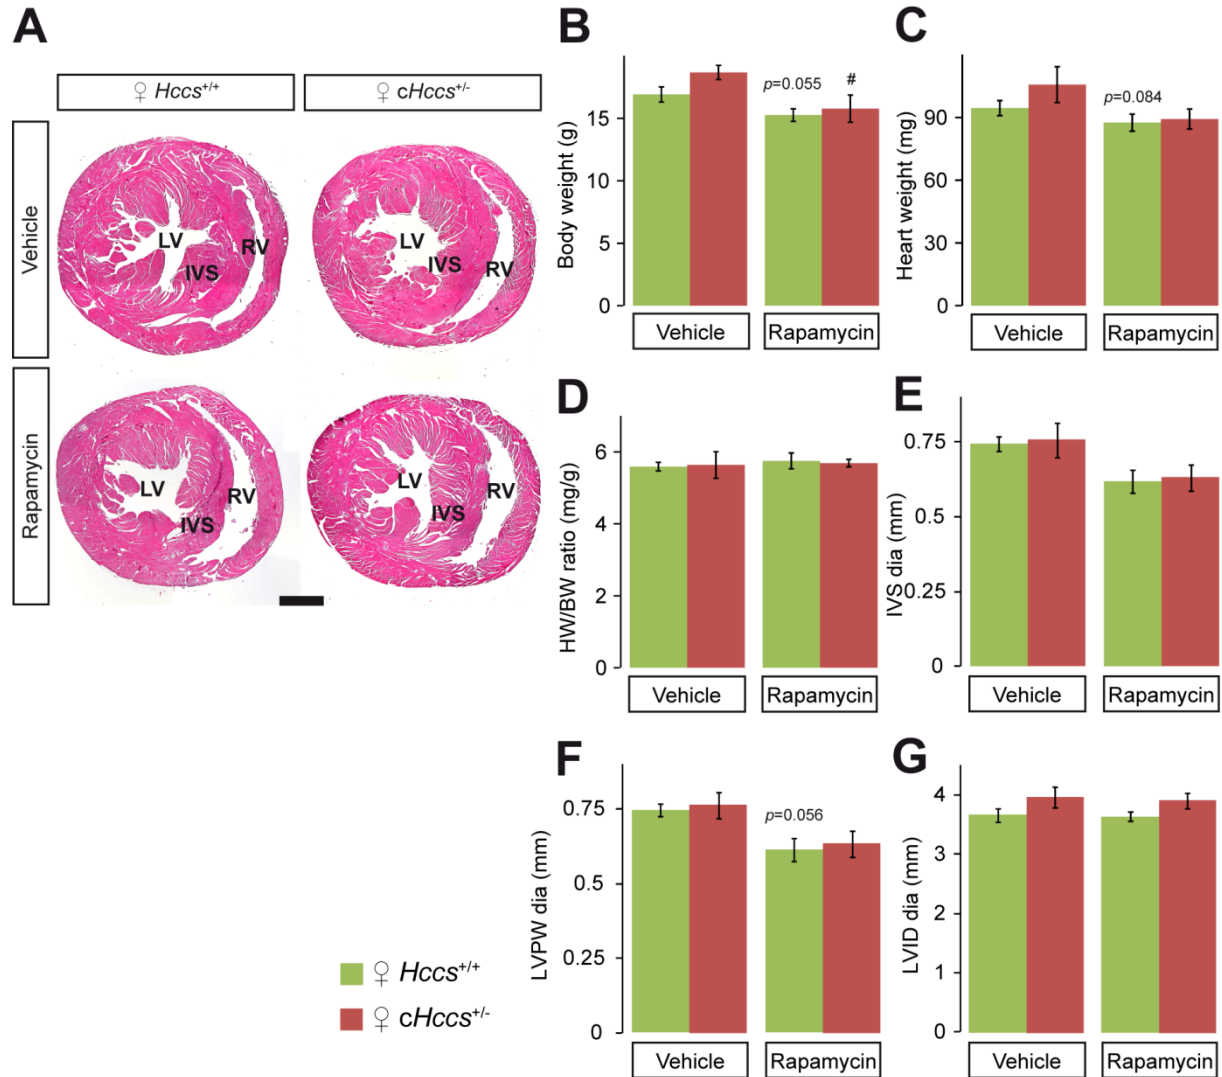 A
♀ Hccs+/+
♀ cHccs+/-
Vehicle
LV
IVS
RV
LV
IVS
RV
Rapamycin
LV
IVS
RV
LV
IVS
RV
B
Body weight (g)
15
10
5
0
p=0.055
#
Vehicle
Rapamycin
C
Heart weight (mg)
90
60
30
0
p=0.084
Vehicle
Rapamycin
D
HW/BW ratio (mg/g)
6
4
2
0
Vehicle
Rapamycin
E
IVS dia (mm)
0.75
0.5
0.25
0
Vehicle
Rapamycin
F
LVPW dia (mm)
0.75
0.5
0.25
0
p=0.056
Vehicle
Rapamycin
G
LVID dia (mm)
4
3
2
1
0
Vehicle
Rapamycin
♀ Hccs+/+
♀ cHccs+/-